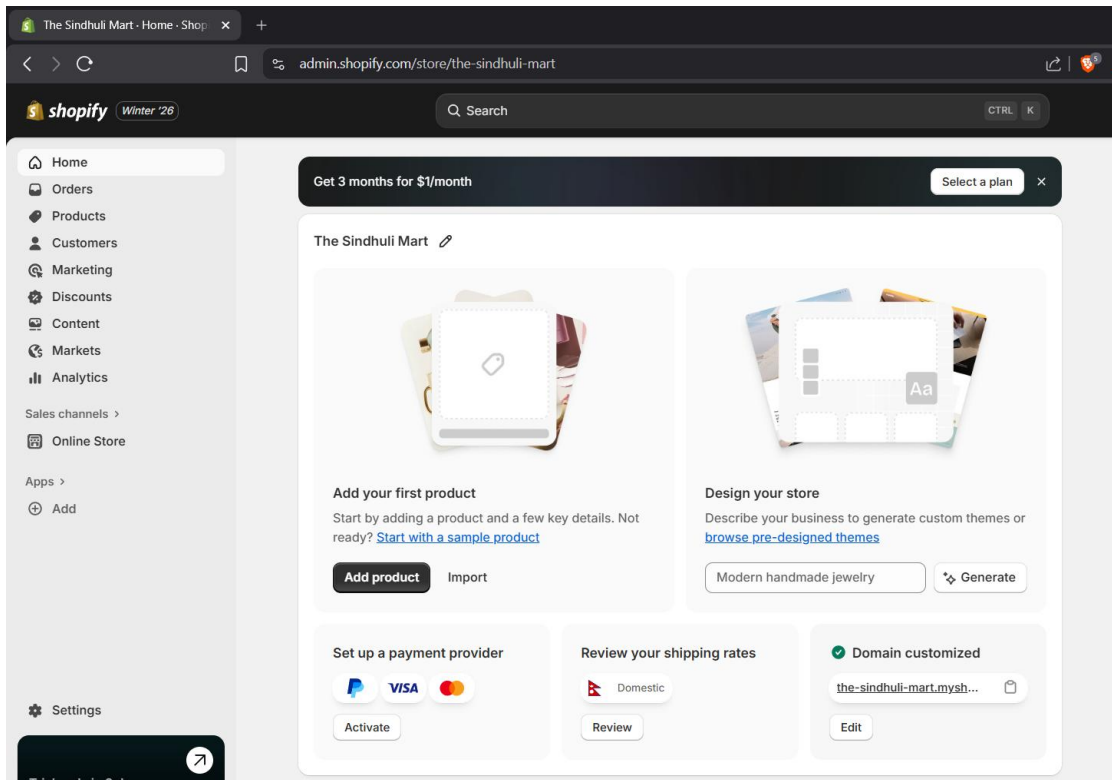 The Sindhuli Mart · Home · Shop
admin.shopify.com/store/the-sindhuli-mart
5
shopify Winter '26
Search
CTRL K
Home
Orders
Products
Customers
Marketing
Discounts
Content
Markets
Analytics
Sales channels >
Online Store
Apps >
Add
Settings
Get 3 months for $1/month
Select a plan
The Sindhuli Mart
Aa
Add your first product
Start by adding a product and a few key details. Not
ready? Start with a sample product
Add product Import
Design your store
Describe your business to generate custom themes or
browse pre-designed themes
Modern handmade jewelry Generate
Set up a payment provider
VISA
Activate
Review your shipping rates
Domestic
Review
Domain customized
the-sindhuli-mart.mysh...
Edit